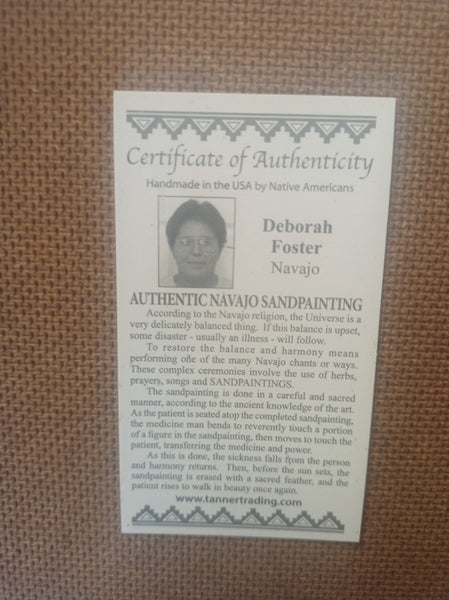 Certificate of Authenticity
Handmade in the USA by Native Americans
Deborah
Foster
Navajo
AUTHENTIC NAVAJO SANDPAINTING
According to the Navajo religion, the Universe is a
very delicately balanced thing. If this balance is upset,
some disaster - usually an illness - will follow.
To restore the balance and harmony means
performing one of the many Navajo chants or ways.
These complex ceremonies involve the use of herbs,
prayers, songs and SANDPAINTINGS.
The sandpainting is done in a careful and sacred
manner, according to the ancient knowledge of the art.
As the patient is seated atop the completed sandpainting,
the medicine man bends to reverently touch a portion
of a figure in the sandpainting, then moves to touch the
patient, transferring the medicine and power.
As this is done, the sickness falls from the person
and harmony returns. Then, before the sun sets, the
sandpainting is erased with a sacred feather, and the
patient rises to walk in beauty once again.
www.tannertrading.com